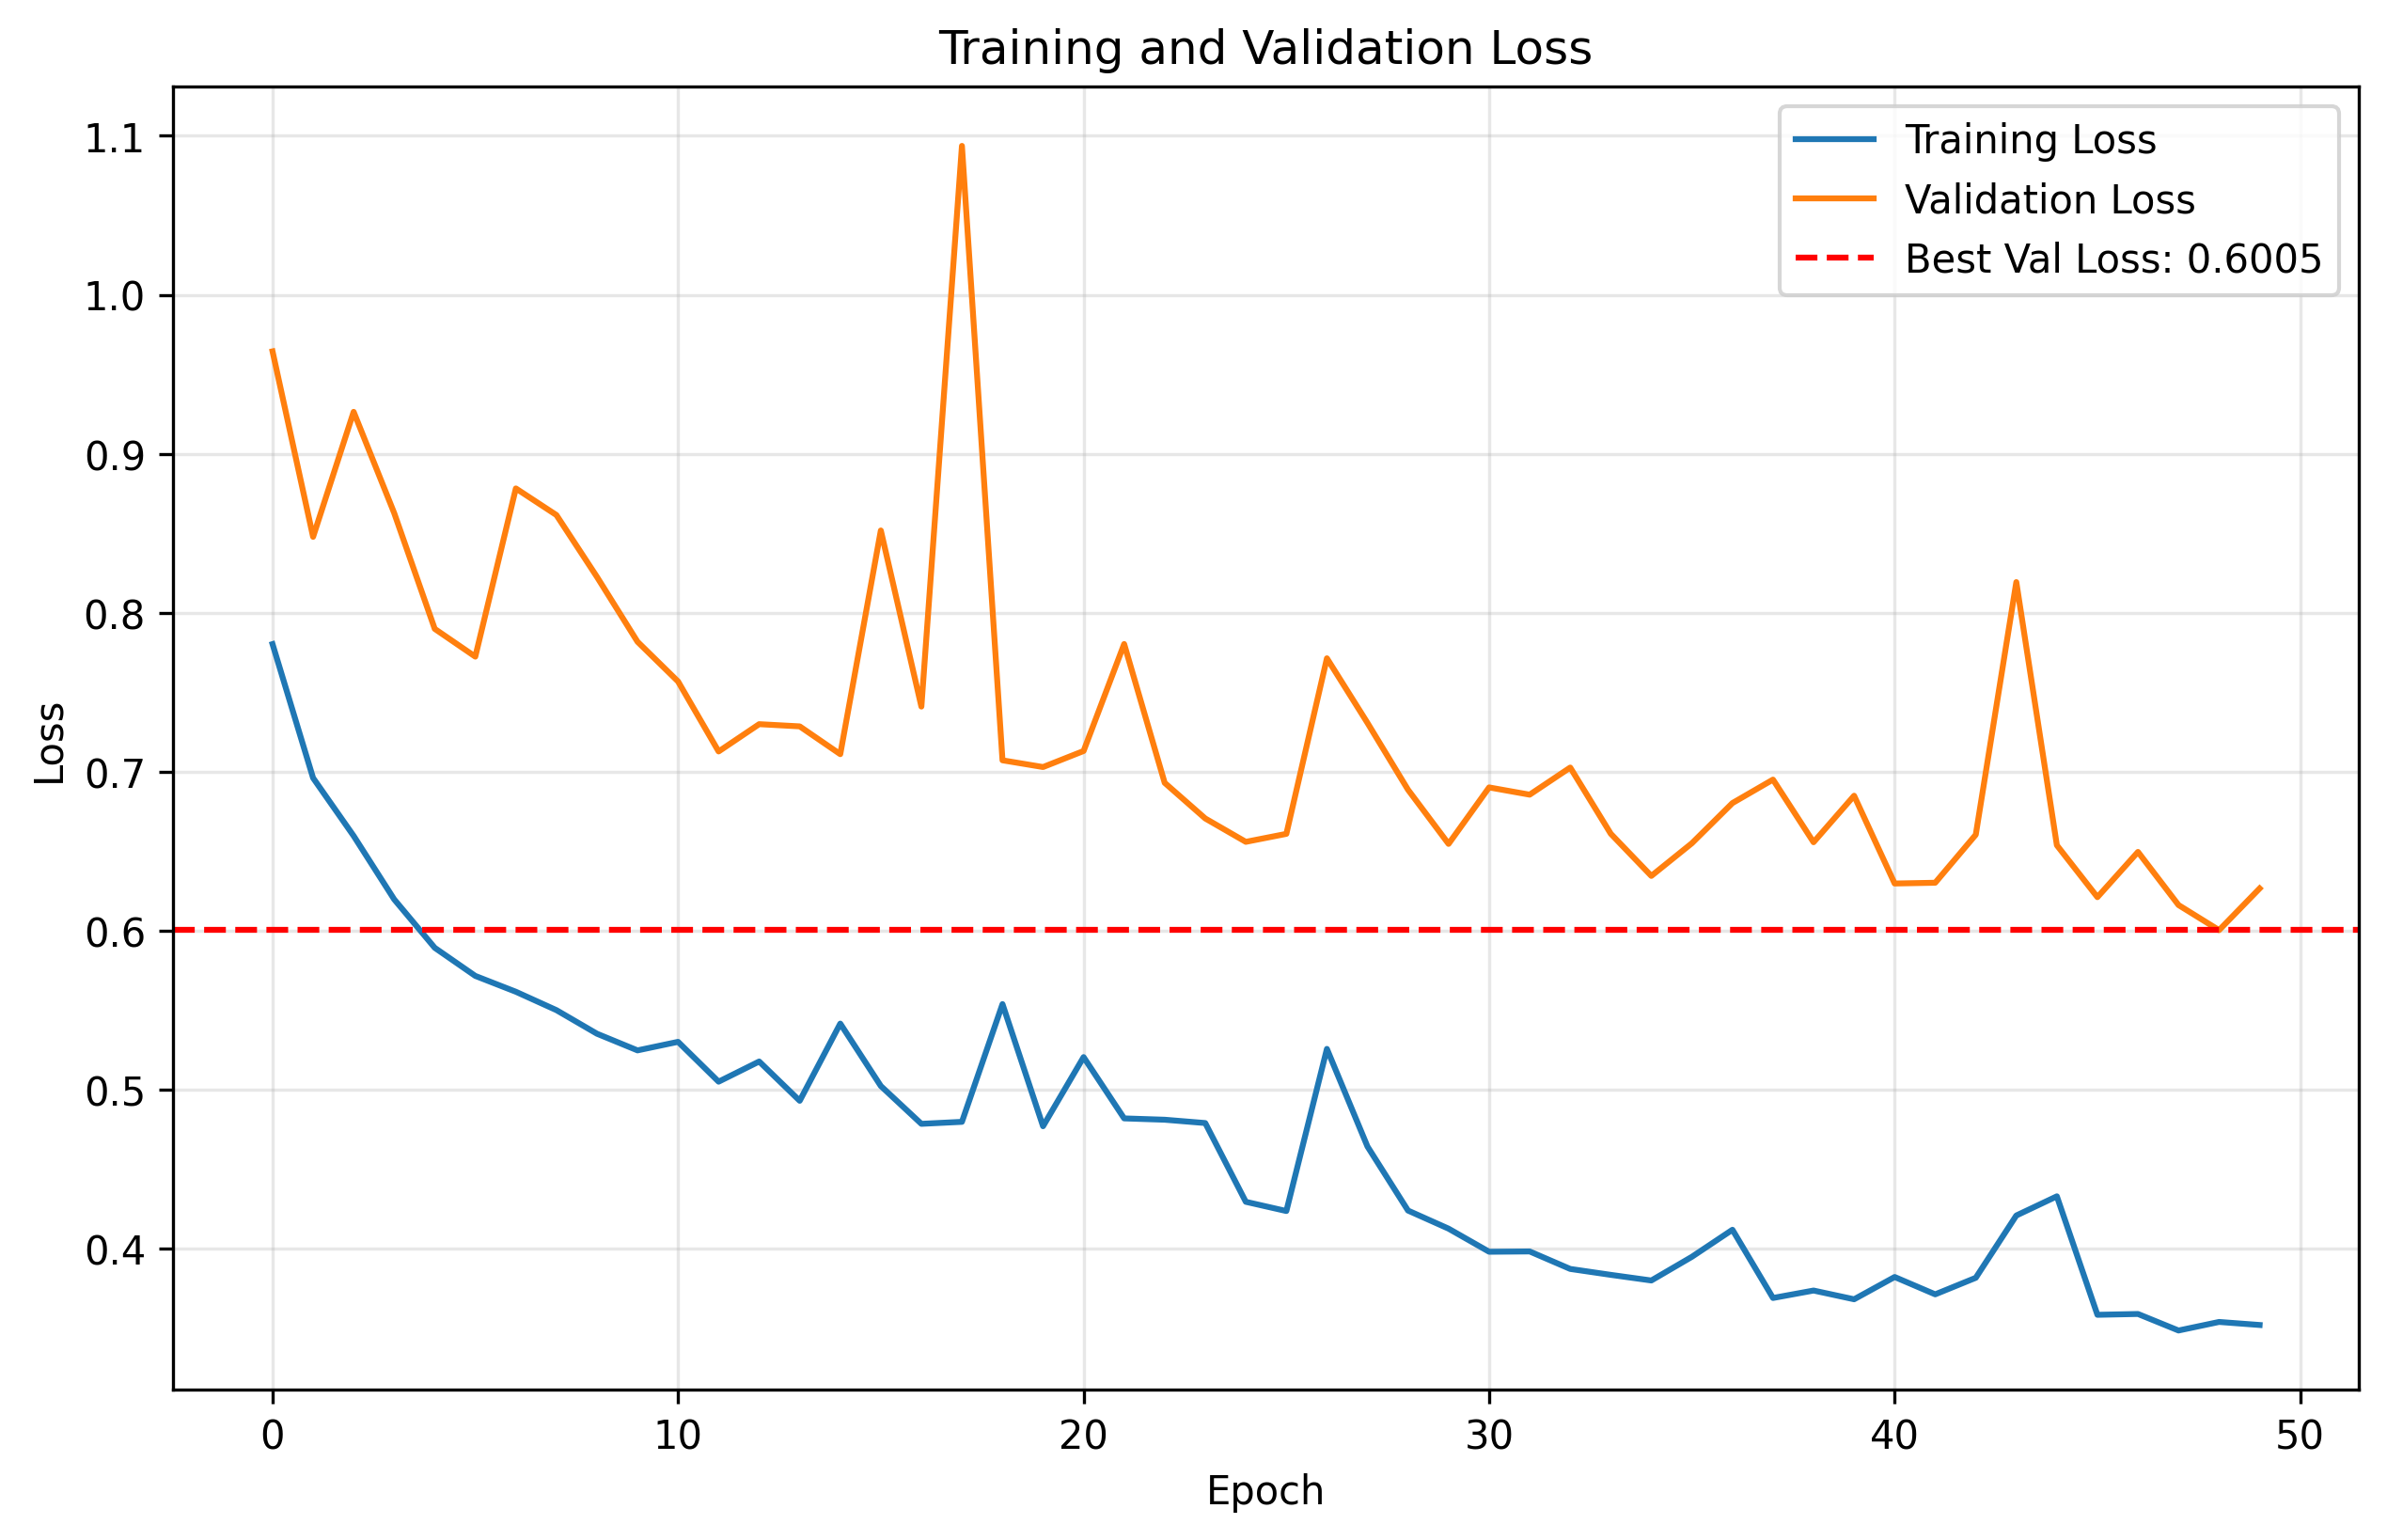 Training and Validation Loss
Training Loss
Validation Loss
Best Val Loss: 0.6005
1.1
1.0
0.9
0.8
0.7
0.6
0.5
0.4
Loss
0 10 20 30 40 50
Epoch